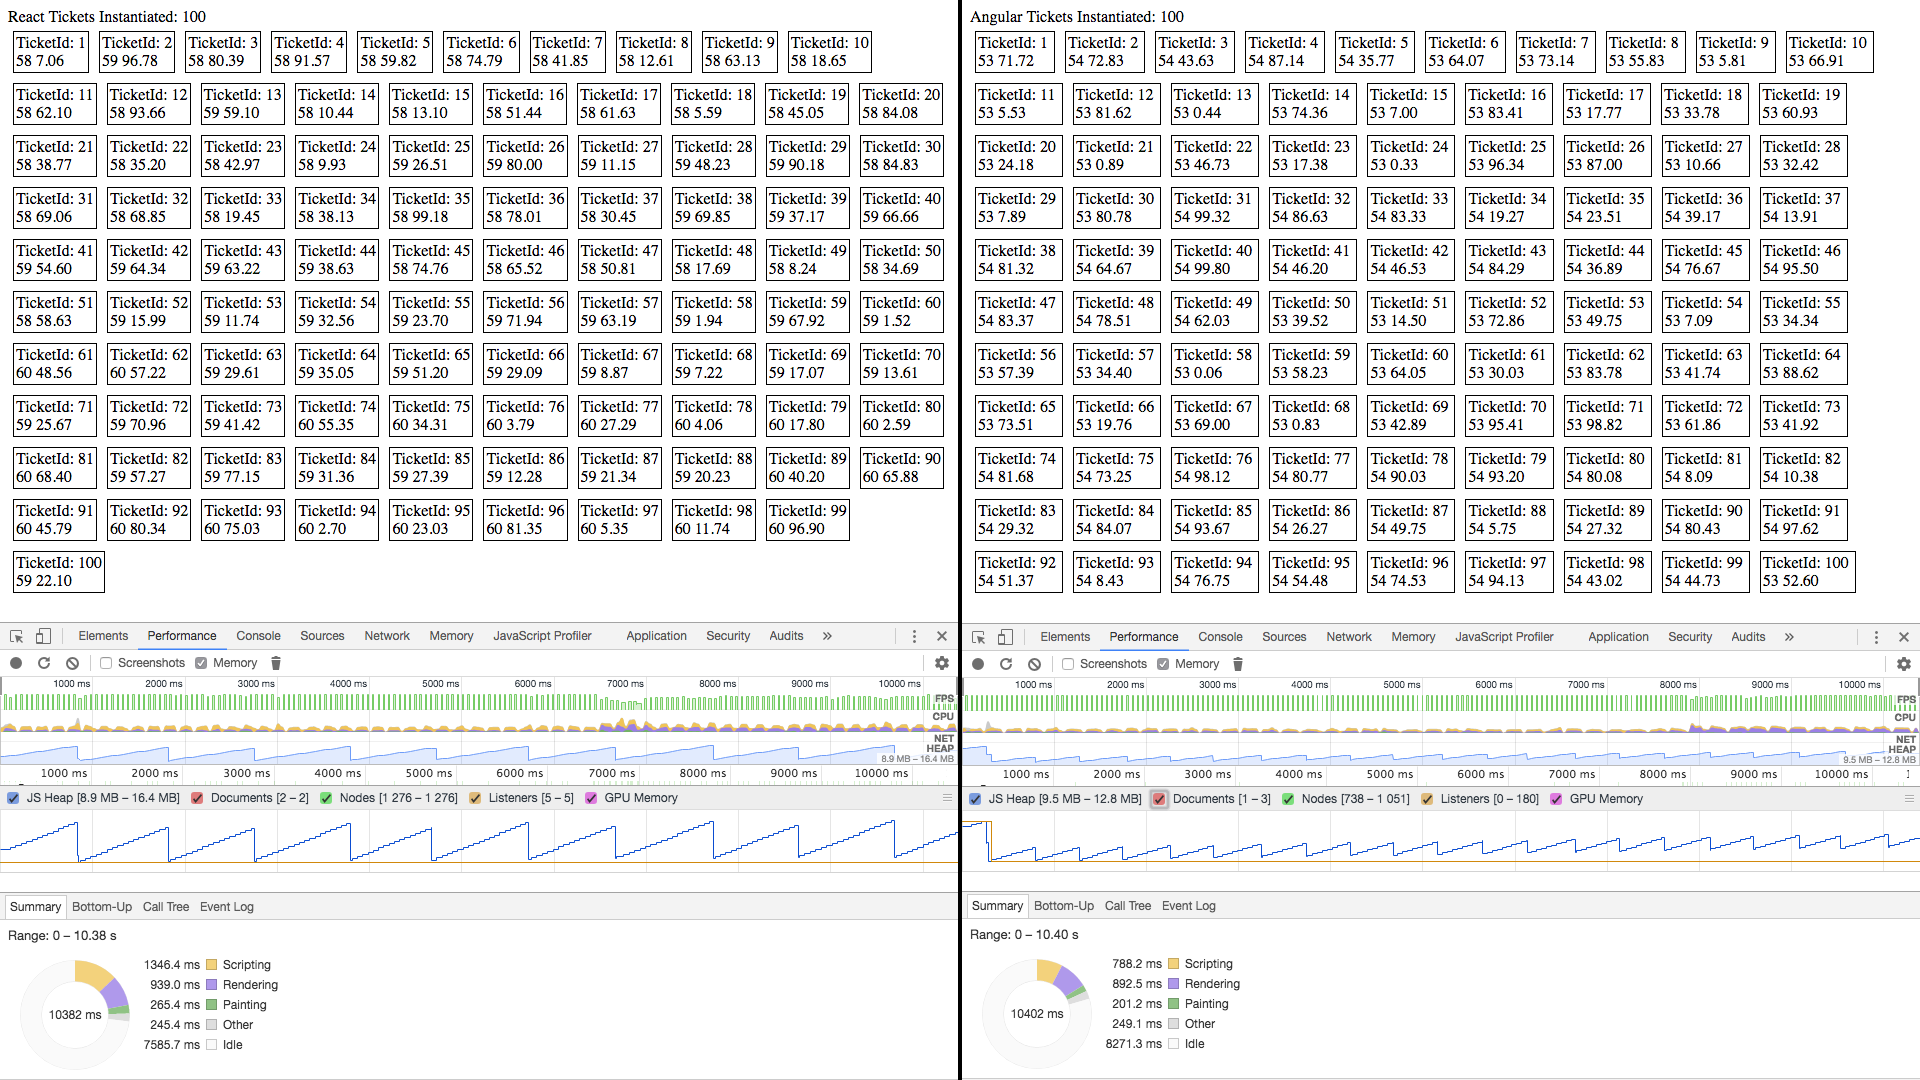 React Tickets Instantiated: 100
TicketId: 1 TicketId: 2 TicketId: 3 TicketId: 4 TicketId: 5 TicketId: 6 TicketId: 7 TicketId: 8 TicketId: 9 TicketId: 10
58 7.06 59 96.78 58 80.39 58 91.57 58 59.82 58 74.79 58 41.85 58 12.61 58 63.13 58 18.65
TicketId: 11 TicketId: 12 TicketId: 13 TicketId: 14 TicketId: 15 TicketId: 16 TicketId: 17 TicketId: 18 TicketId: 19 TicketId: 20
58 62.10 58 93.66 59 59.10 58 10.44 58 13.10 58 51.44 58 61.63 58 5.59 58 45.05 58 84.08
TicketId: 21 TicketId: 22 TicketId: 23 TicketId: 24 TicketId: 25 TicketId: 26 TicketId: 27 TicketId: 28 TicketId: 29 TicketId: 30
58 38.77 58 35.20 58 42.97 58 9.93 59 26.51 59 80.00 59 11.15 59 48.23 59 90.18 58 84.83
TicketId: 31 TicketId: 32 TicketId: 33 TicketId: 34 TicketId: 35 TicketId: 36 TicketId: 37 TicketId: 38 TicketId: 39 TicketId: 40
58 69.06 58 68.85 58 19.45 58 38.13 58 99.18 58 78.01 58 30.45 59 69.85 59 37.17 59 66.66
TicketId: 41 TicketId: 42 TicketId: 43 TicketId: 44 TicketId: 45 TicketId: 46 TicketId: 47 TicketId: 48 TicketId: 49 TicketId: 50
59 54.60 59 64.34 59 63.22 59 38.63 58 74.76 58 65.52 58 50.81 58 17.69 58 8.24 58 34.69
TicketId: 51 TicketId: 52 TicketId: 53 TicketId: 54 TicketId: 55 TicketId: 56 TicketId: 57 TicketId: 58 TicketId: 59 TicketId: 60
58 58.63 59 15.99 59 11.74 59 32.56 59 23.70 59 71.94 59 63.19 59 1.94 59 67.92 59 1.52
TicketId: 61 TicketId: 62 TicketId: 63 TicketId: 64 TicketId: 65 TicketId: 66 TicketId: 67 TicketId: 68 TicketId: 69 TicketId: 70
60 48.56 60 57.22 59 29.61 59 35.05 59 51.20 59 29.09 59 8.87 59 7.22 59 17.07 59 13.61
TicketId: 71 TicketId: 72 TicketId: 73 TicketId: 74 TicketId: 75 TicketId: 76 TicketId: 77 TicketId: 78 TicketId: 79 TicketId: 80
59 25.67 59 70.96 59 41.42 60 55.35 60 34.31 60 3.79 60 27.29 60 4.06 60 17.80 60 2.59
TicketId: 81 TicketId: 82 TicketId: 83 TicketId: 84 TicketId: 85 TicketId: 86 TicketId: 87 TicketId: 88 TicketId: 89 TicketId: 90
60 68.40 59 57.27 59 77.15 59 31.36 59 27.39 59 12.28 59 21.34 59 20.23 60 40.20 60 65.88
TicketId: 91 TicketId: 92 TicketId: 93 TicketId: 94 TicketId: 95 TicketId: 96 TicketId: 97 TicketId: 98 TicketId: 99
60 45.79 60 80.34 60 75.03 60 2.70 60 23.03 60 81.35 60 5.35 60 11.74 60 96.90
TicketId: 100
59 22.10
Elements Performance Console Sources Network Memory JavaScript Profiler Application Security Audits »
Screenshots Memory
1000 ms 2000 ms 3000 ms 4000 ms 5000 ms 6000 ms 7000 ms 8000 ms 9000 ms 10000 ms
FPS
CPU
NET
HEAP
8.9 MB – 16.4 MB
1000 ms 2000 ms 3000 ms 4000 ms 5000 ms 6000 ms 7000 ms 8000 ms 9000 ms 10000 ms
JS Heap [8.9 MB – 16.4 MB] Documents [2 – 2] Nodes [1 276 – 1 276] Listeners [5 – 5] GPU Memory
Summary Bottom-Up Call Tree Event Log
Range: 0 – 10.38 s
10382 ms
1346.4 ms Scripting
939.0 ms Rendering
265.4 ms Painting
245.4 ms Other
7585.7 ms Idle
Angular Tickets Instantiated: 100
TicketId: 1 TicketId: 2 TicketId: 3 TicketId: 4 TicketId: 5 TicketId: 6 TicketId: 7 TicketId: 8 TicketId: 9 TicketId: 10
53 71.72 54 72.83 54 43.63 54 87.14 54 35.77 53 64.07 53 73.14 53 55.83 53 5.81 53 66.91
TicketId: 11 TicketId: 12 TicketId: 13 TicketId: 14 TicketId: 15 TicketId: 16 TicketId: 17 TicketId: 18 TicketId: 19
53 5.53 53 81.62 53 0.44 53 74.36 53 7.00 53 83.41 53 17.77 53 33.78 53 60.93
TicketId: 20 TicketId: 21 TicketId: 22 TicketId: 23 TicketId: 24 TicketId: 25 TicketId: 26 TicketId: 27 TicketId: 28
53 24.18 53 0.89 53 46.73 53 17.38 53 0.33 53 96.34 53 87.00 53 10.66 53 32.42
TicketId: 29 TicketId: 30 TicketId: 31 TicketId: 32 TicketId: 33 TicketId: 34 TicketId: 35 TicketId: 36 TicketId: 37
53 7.89 53 80.78 54 99.32 54 86.63 54 83.33 54 19.27 54 23.51 54 39.17 54 13.91
TicketId: 38 TicketId: 39 TicketId: 40 TicketId: 41 TicketId: 42 TicketId: 43 TicketId: 44 TicketId: 45 TicketId: 46
54 81.32 54 64.67 54 99.80 54 46.20 54 46.53 54 84.29 54 36.89 54 76.67 54 95.50
TicketId: 47 TicketId: 48 TicketId: 49 TicketId: 50 TicketId: 51 TicketId: 52 TicketId: 53 TicketId: 54 TicketId: 55
54 83.37 54 78.51 54 62.03 53 39.52 53 14.50 53 72.86 53 49.75 53 7.09 53 34.34
TicketId: 56 TicketId: 57 TicketId: 58 TicketId: 59 TicketId: 60 TicketId: 61 TicketId: 62 TicketId: 63 TicketId: 64
53 57.39 53 34.40 53 0.06 53 58.23 53 64.05 53 30.03 53 83.78 53 41.74 53 88.62
TicketId: 65 TicketId: 66 TicketId: 67 TicketId: 68 TicketId: 69 TicketId: 70 TicketId: 71 TicketId: 72 TicketId: 73
53 73.51 53 19.76 53 69.00 53 0.83 53 42.89 53 95.41 53 98.82 53 61.86 53 41.92
TicketId: 74 TicketId: 75 TicketId: 76 TicketId: 77 TicketId: 78 TicketId: 79 TicketId: 80 TicketId: 81 TicketId: 82
54 81.68 54 73.25 54 98.12 54 80.77 54 90.03 54 93.20 54 80.08 54 8.09 54 10.38
TicketId: 83 TicketId: 84 TicketId: 85 TicketId: 86 TicketId: 87 TicketId: 88 TicketId: 89 TicketId: 90 TicketId: 91
54 29.32 54 84.07 54 93.67 54 26.27 54 49.75 54 5.75 54 27.32 54 80.43 54 97.62
TicketId: 92 TicketId: 93 TicketId: 94 TicketId: 95 TicketId: 96 TicketId: 97 TicketId: 98 TicketId: 99 TicketId: 100
54 51.37 54 8.43 54 76.75 54 54.48 54 74.53 54 94.13 54 43.02 54 44.73 53 52.60
Elements Performance Console Sources Network Memory JavaScript Profiler Application Security Audits »
Screenshots Memory
1000 ms 2000 ms 3000 ms 4000 ms 5000 ms 6000 ms 7000 ms 8000 ms 9000 ms 10000 ms
FPS
CPU
NET
HEAP
9.5 MB – 12.8 MB
1000 ms 2000 ms 3000 ms 4000 ms 5000 ms 6000 ms 7000 ms 8000 ms 9000 ms 10000 ms
JS Heap [9.5 MB – 12.8 MB] Documents [1 – 3] Nodes [738 – 1 051] Listeners [0 – 180] GPU Memory
Summary Bottom-Up Call Tree Event Log
Range: 0 – 10.40 s
10402 ms
788.2 ms Scripting
892.5 ms Rendering
201.2 ms Painting
249.1 ms Other
8271.3 ms Idle